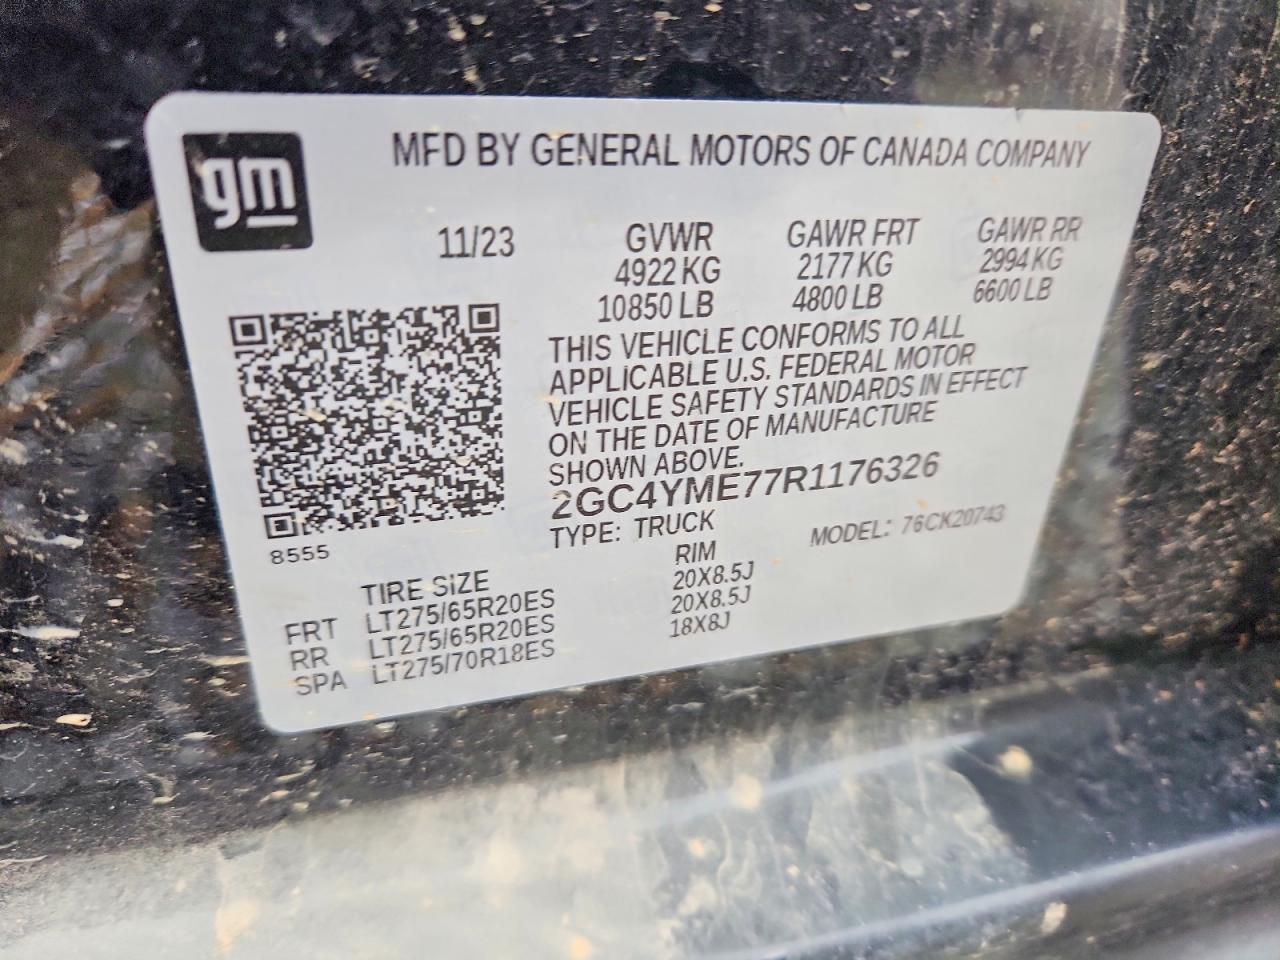 gm
MFD BY GENERAL MOTORS OF CANADA COMPANY
11/23 GVWR GAWR FRT GAWR RR
4922 KG 2177 KG 2994 KG
10850 LB 4800 LB 6600 LB
THIS VEHICLE CONFORMS TO ALL
APPLICABLE U.S. FEDERAL MOTOR
VEHICLE SAFETY STANDARDS IN EFFECT
ON THE DATE OF MANUFACTURE
SHOWN ABOVE.
2GC4YME77R1176326
TYPE: TRUCK MODEL: 76CK20743
8555
TIRE SIZE RIM
FRT LT275/65R20ES 20X8.5J
RR LT275/65R20ES 20X8.5J
SPA LT275/70R18ES 18X8J